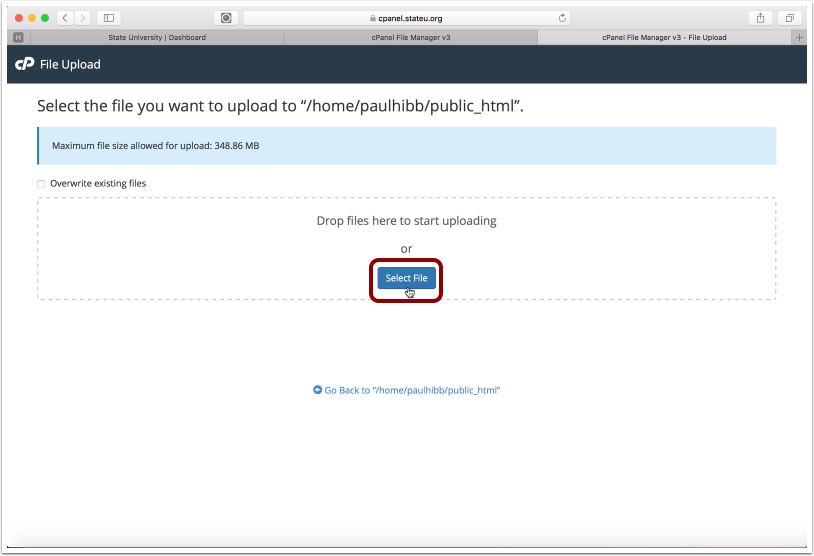 cpanel.stateu.org
H
State University | Dashboard
cPanel File Manager v3
cPanel File Manager v3 - File Upload
cP File Upload
Select the file you want to upload to “/home/paulhibb/public_html”.
Maximum file size allowed for upload: 348.86 MB
Overwrite existing files
Drop files here to start uploading
or
Select File
Go Back to “/home/paulhibb/public_html”